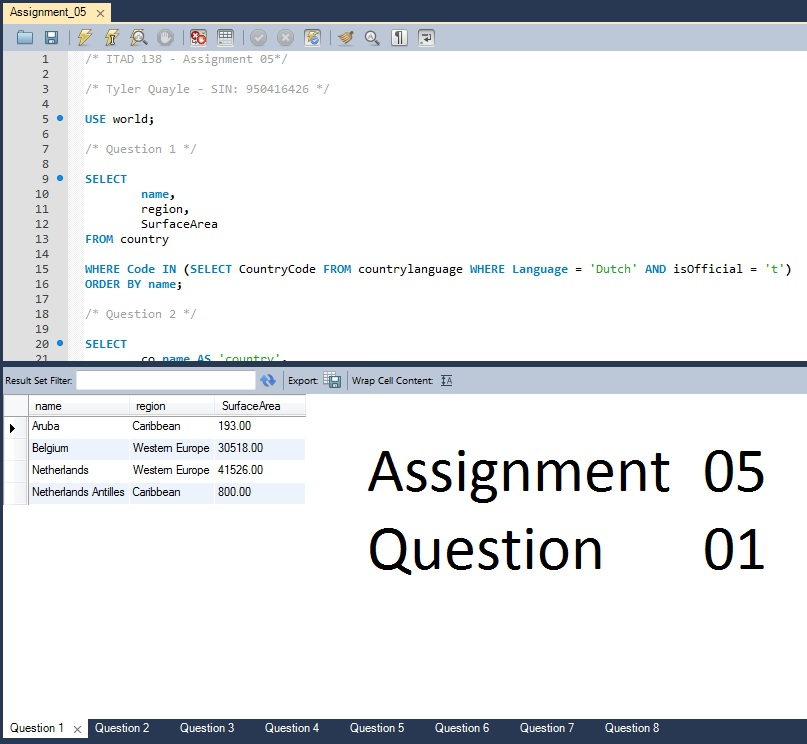 Assignment_05
1 /* ITAD 138 - Assignment 05*/
2
3 /* Tyler Quayle - SIN: 950416426 */
4
5 USE world;
6
7 /* Question 1 */
8
9 SELECT
10 name,
11 region,
12 SurfaceArea
13 FROM country
14
15 WHERE Code IN (SELECT CountryCode FROM countrylanguage WHERE Language = 'Dutch' AND isOfficial = 't')
16 ORDER BY name;
17
18 /* Question 2 */
19
20 SELECT
21 co.name AS 'country',
Result Set Filter: Export: Wrap Cell Content:
name region SurfaceArea
Aruba Caribbean 193.00
Belgium Western Europe 30518.00
Netherlands Western Europe 41526.00
Netherlands Antilles Caribbean 800.00
Assignment 05
Question 01
Question 1 Question 2 Question 3 Question 4 Question 5 Question 6 Question 7 Question 8